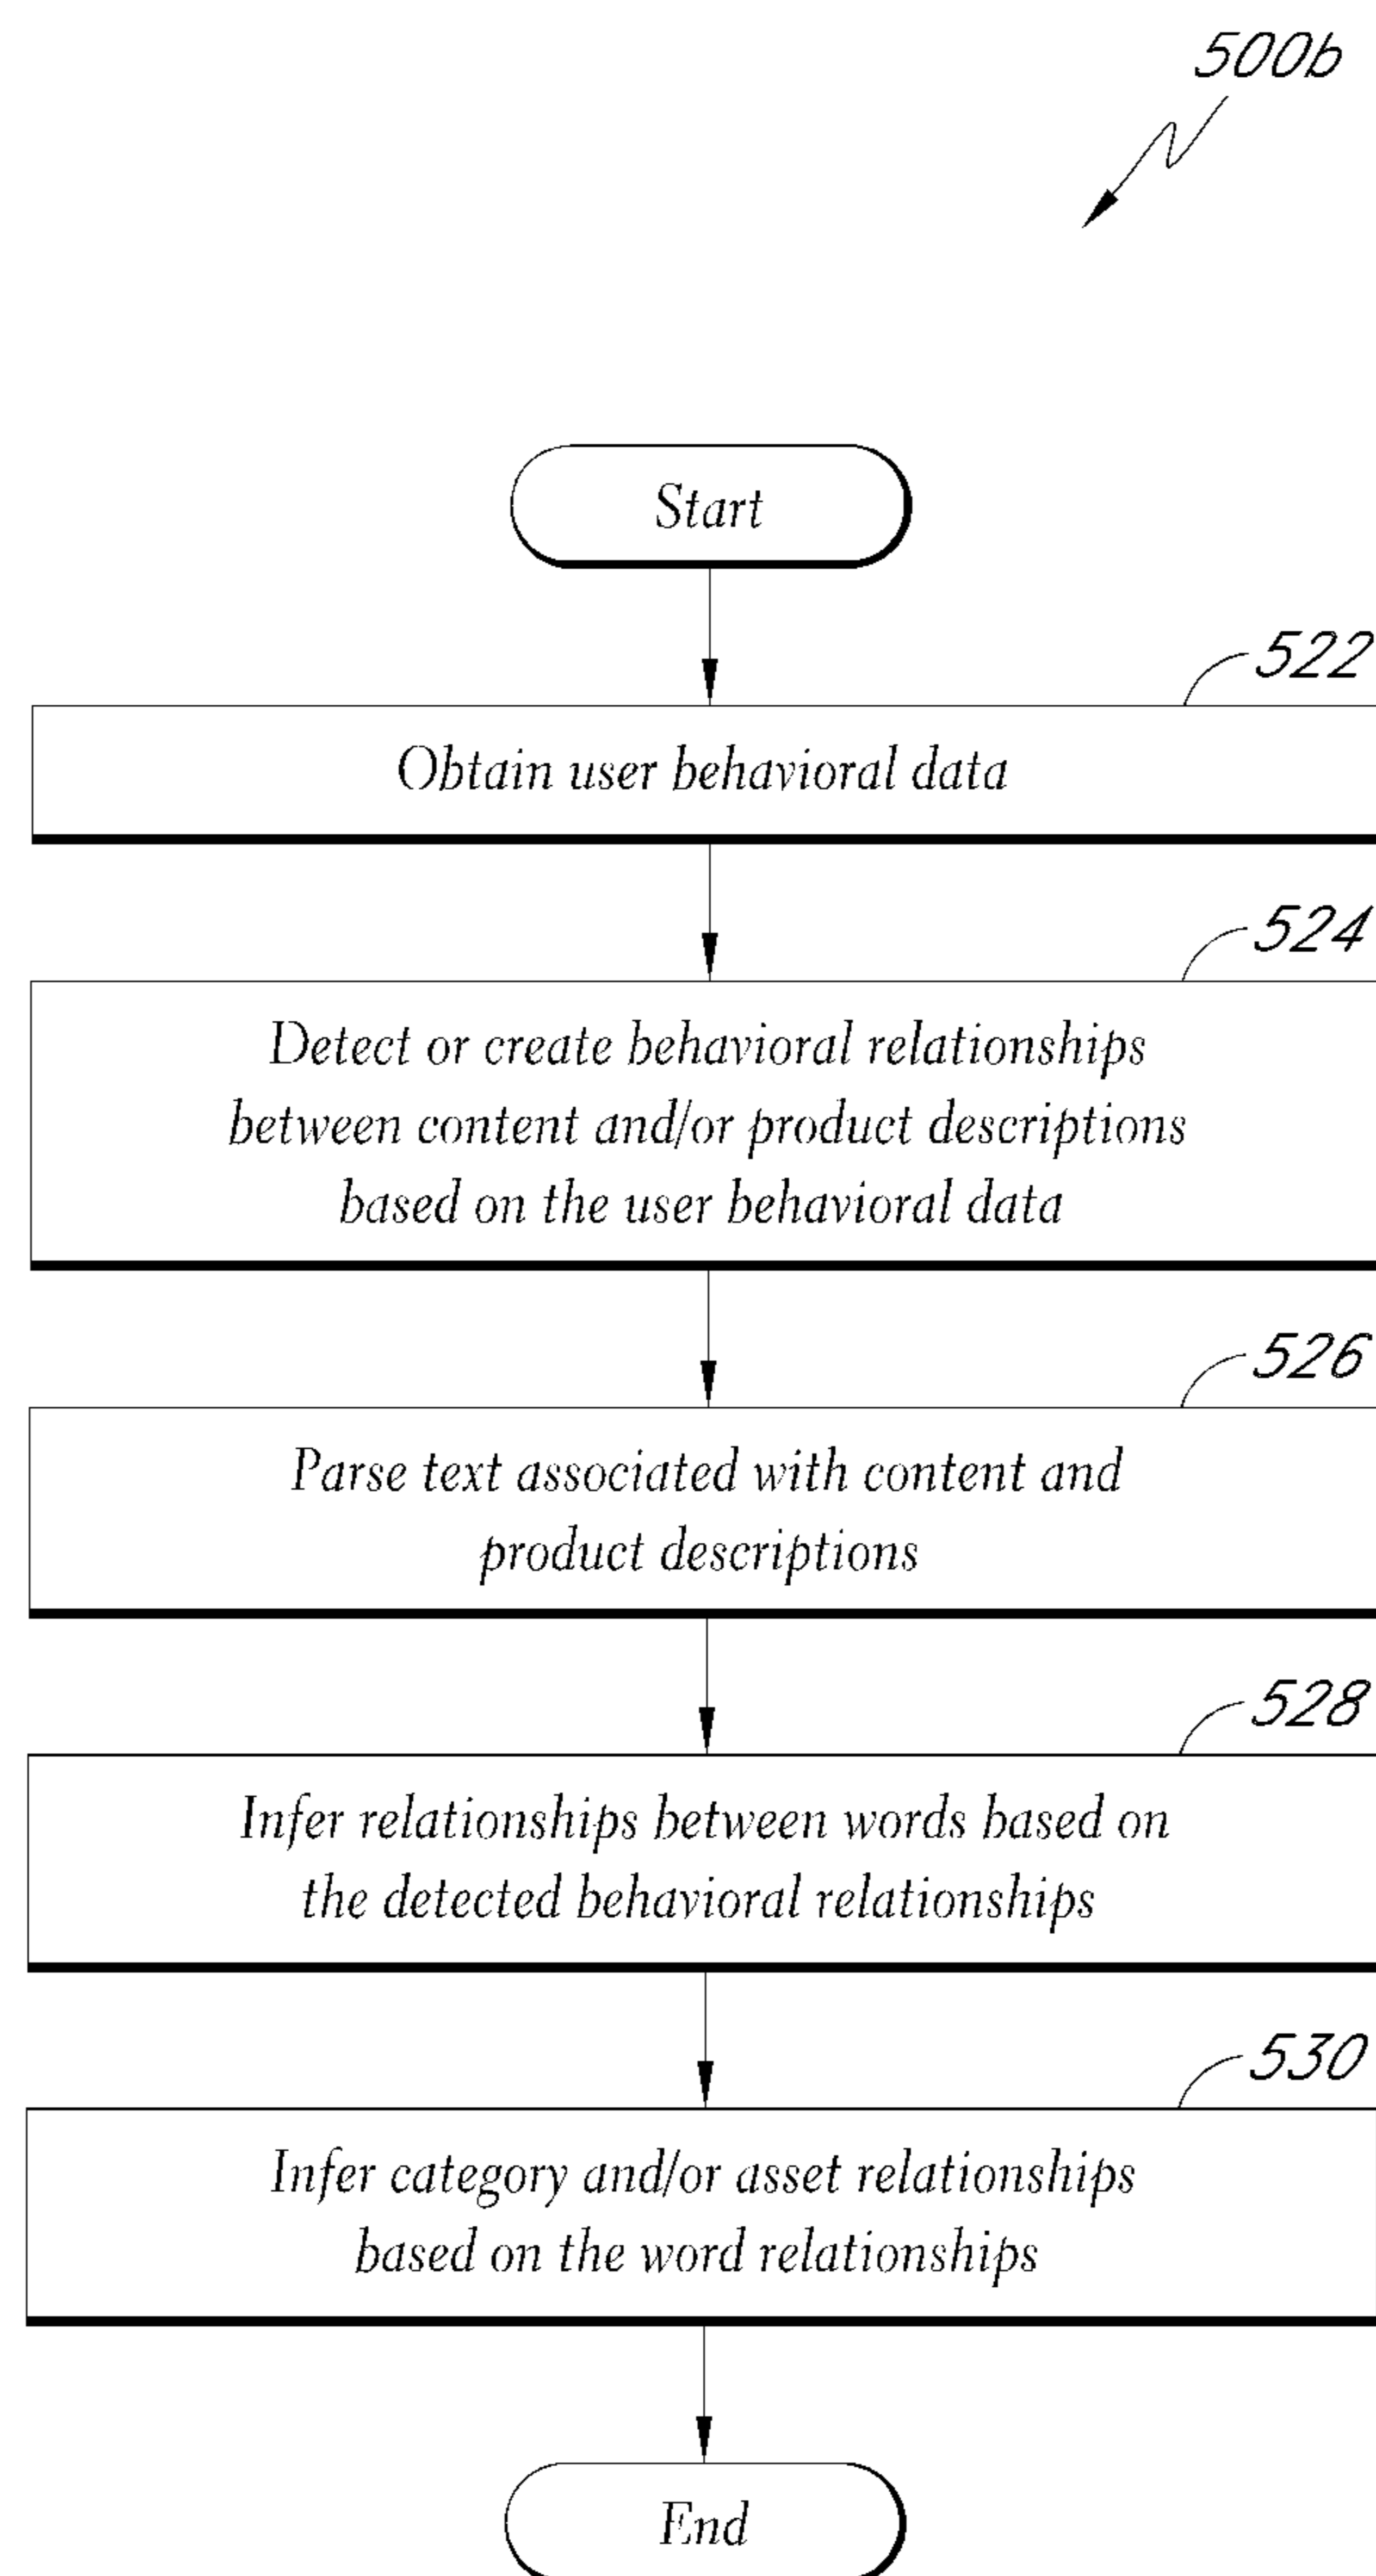 500b
Start
522
Obtain user behavioral data
524
Detect or create behavioral relationships
between content and/or product descriptions
based on the user behavioral data
526
Parse text associated with content and
product descriptions
528
Infer relationships between words based on
the detected behavioral relationships
530
Infer category and/or asset relationships
based on the word relationships
End